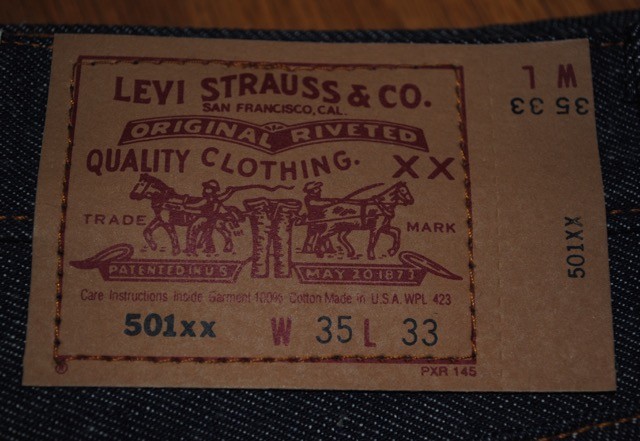 LEVI STRAUSS & CO.
SAN FRANCISCO, CAL.
ORIGINAL RIVETED
QUALITY CLOTHING. XX
TRADE MARK
PATENTED IN U.S. MAY 20 1873
Care Instructions Inside Garment 100% Cotton Made in U.S.A. WPL 423
501xx W 35 L 33
PXR 145
W L
35 33
501XX